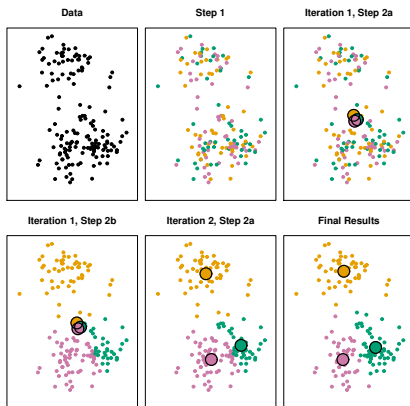 Data
Step 1
Iteration 1, Step 2a
Iteration 1, Step 2b
Iteration 2, Step 2a
Final Results